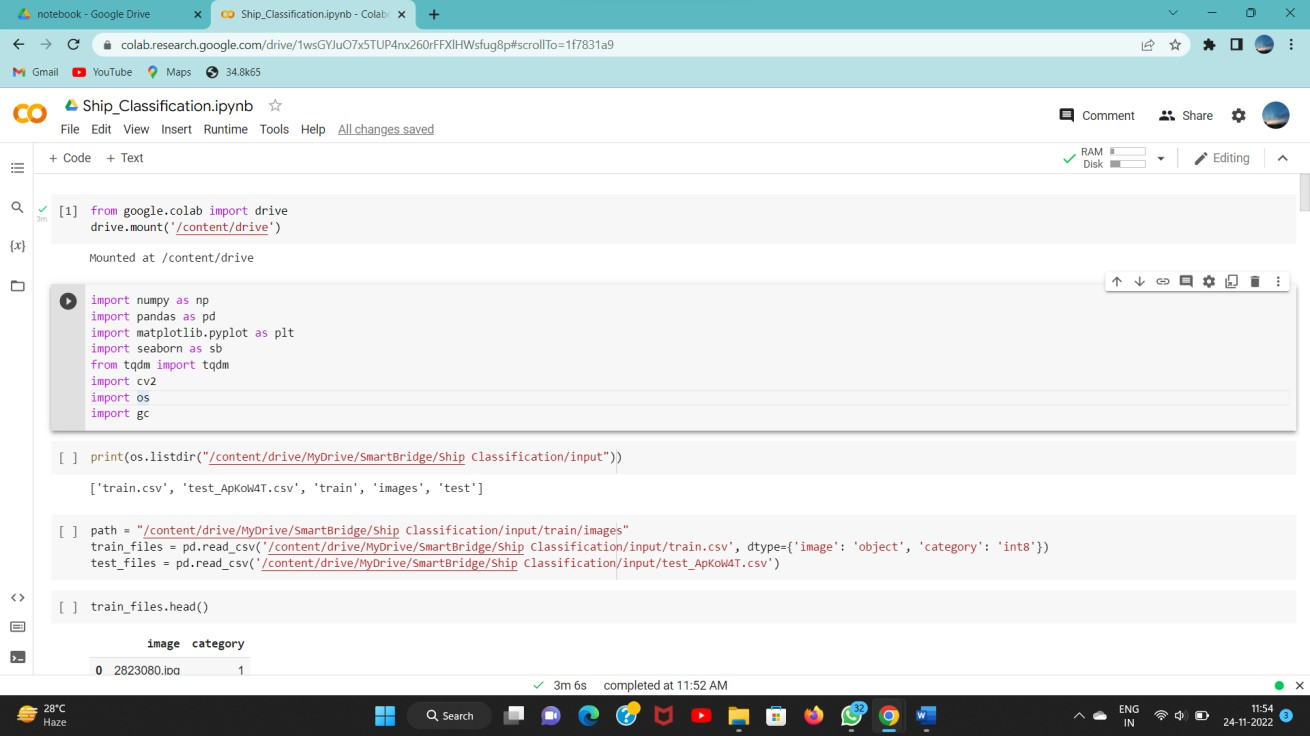 notebook - Google Drive
Ship_Classification.ipynb - Colab
colab.research.google.com/drive/1wsGYJuO7x5TUP4nx260rFFXlHWsfug8p#scrollTo=1f7831a9
Gmail YouTube Maps 34.8k65
Ship_Classification.ipynb
Comment Share
File Edit View Insert Runtime Tools Help All changes saved
+ Code + Text
RAM
Disk
Editing
3m
[1] from google.colab import drive
drive.mount('/content/drive')
Mounted at /content/drive
{x}
import numpy as np
import pandas as pd
import matplotlib.pyplot as plt
import seaborn as sb
from tqdm import tqdm
import cv2
import os
import gc
[ ] print(os.listdir("/content/drive/MyDrive/SmartBridge/Ship Classification/input"))
['train.csv', 'test_ApKoW4T.csv', 'train', 'images', 'test']
[ ] path = "/content/drive/MyDrive/SmartBridge/Ship Classification/input/train/images"
train_files = pd.read_csv('/content/drive/MyDrive/SmartBridge/Ship Classification/input/train.csv', dtype={'image': 'object', 'category': 'int8'})
test_files = pd.read_csv('/content/drive/MyDrive/SmartBridge/Ship Classification/input/test_ApKoW4T.csv')
[ ] train_files.head()
image category
0 2823080.jpg 1
3m 6s completed at 11:52 AM
28°C
Haze
Search
32
ENG
IN
11:54
24-11-2022
3